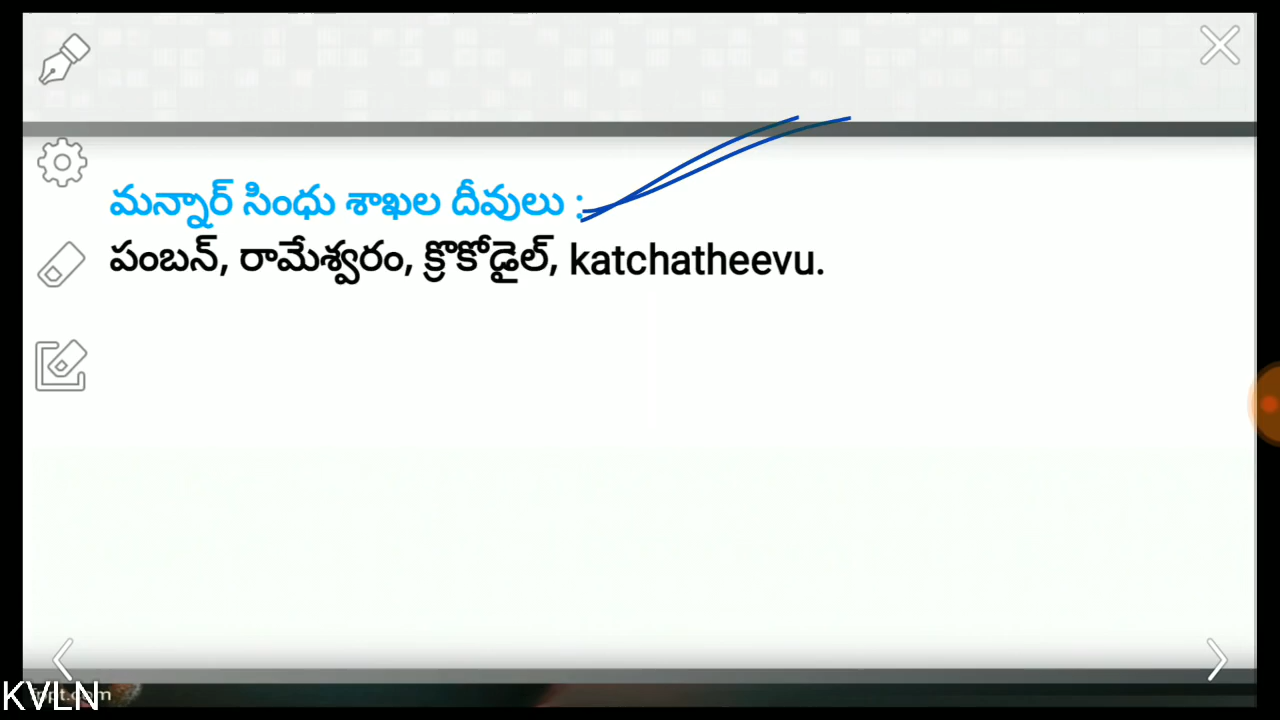 మన్నార్ సింధు శాఖల దీవులు :
పంబన్, రామేశ్వరం, క్రొకోడైల్, katchatheevu.
KVLN